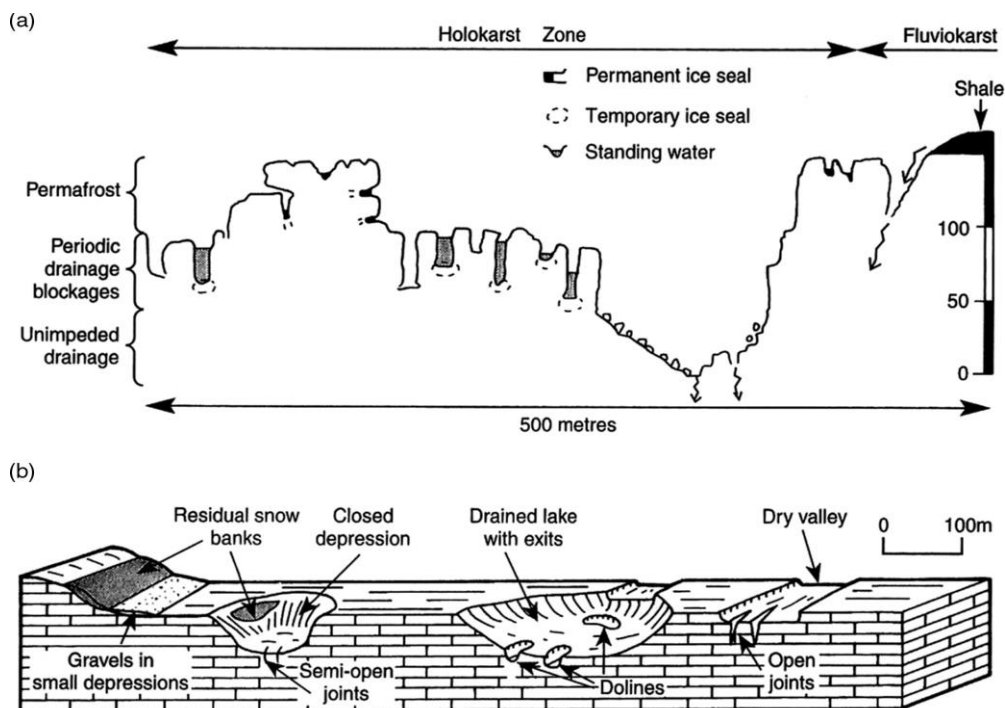 (a)
Holokarst Zone
Fluviokarst
Permanent ice seal
Shale
Temporary ice seal
Standing water
Permafrost
Periodic
drainage
blockages
Unimpeded
drainage
100
50
0
500 metres
(b)
Residual snow
banks
Closed
depression
Drained lake
with exits
Dry valley
0 100m
Gravels in
small depressions
Semi-open
joints
Dolines
Open
joints